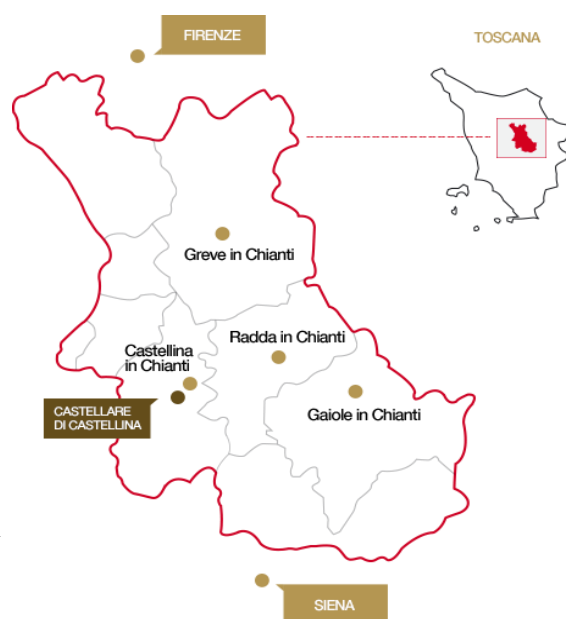 FIRENZE
TOSCANA
Greve in Chianti
Radda in Chianti
Castellina
in Chianti
CASTELLARE
DI CASTELLINA
Gaiole in Chianti
SIENA